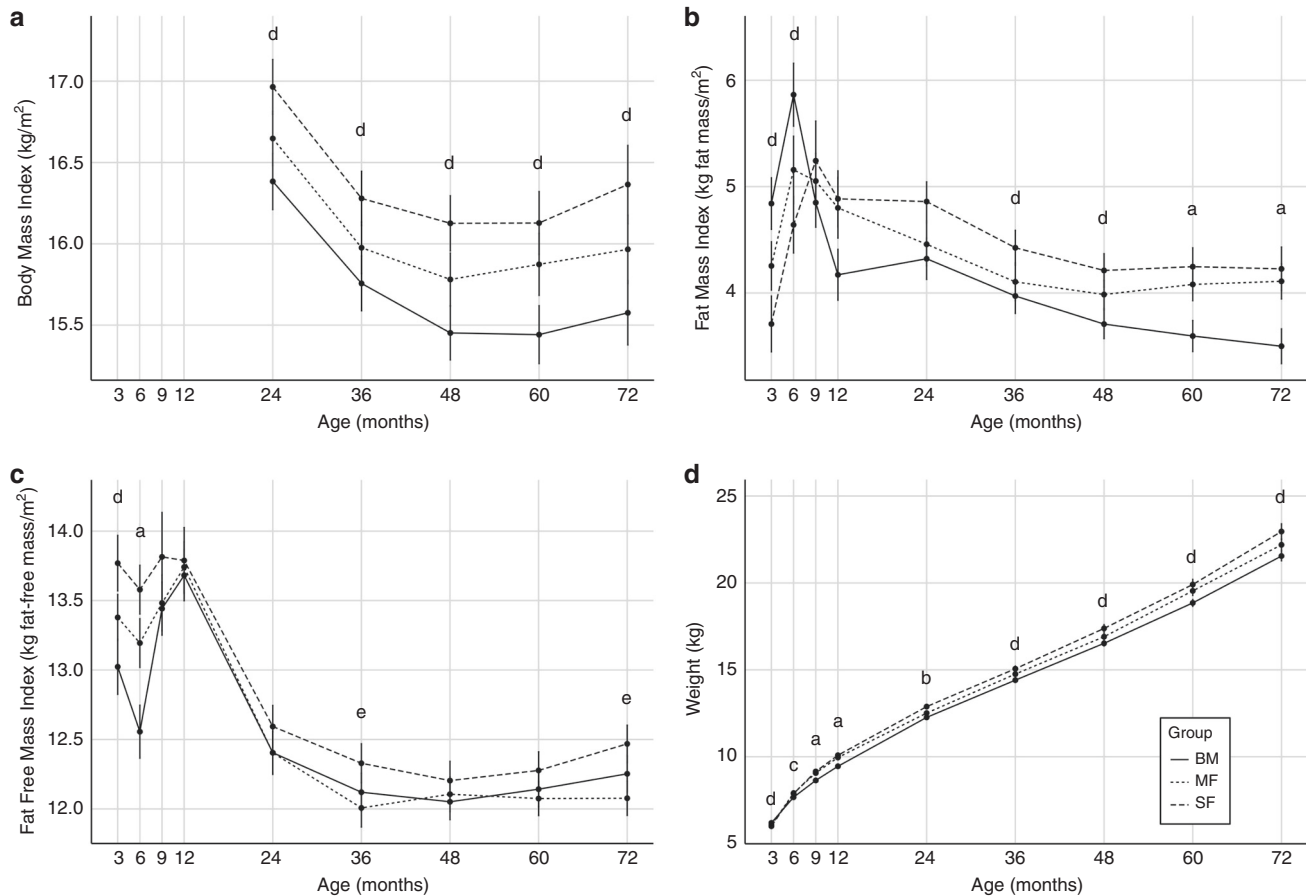 a
Body Mass Index (kg/m²)
17.0
16.5
16.0
15.5
d
d
d
d
d
3 6 9 12 24 36 48 60 72
Age (months)
b
Fat Mass Index (kg fat mass/m²)
6
5
4
d
d
d
d
a
a
3 6 9 12 24 36 48 60 72
Age (months)
c
Fat Free Mass Index (kg fat-free mass/m²)
14.0
13.5
13.0
12.5
12.0
d
a
e
e
3 6 9 12 24 36 48 60 72
Age (months)
d
Weight (kg)
25
20
15
10
5
d
c
a
a
b
d
d
d
d
Group
BM
MF
SF
3 6 9 12 24 36 48 60 72
Age (months)